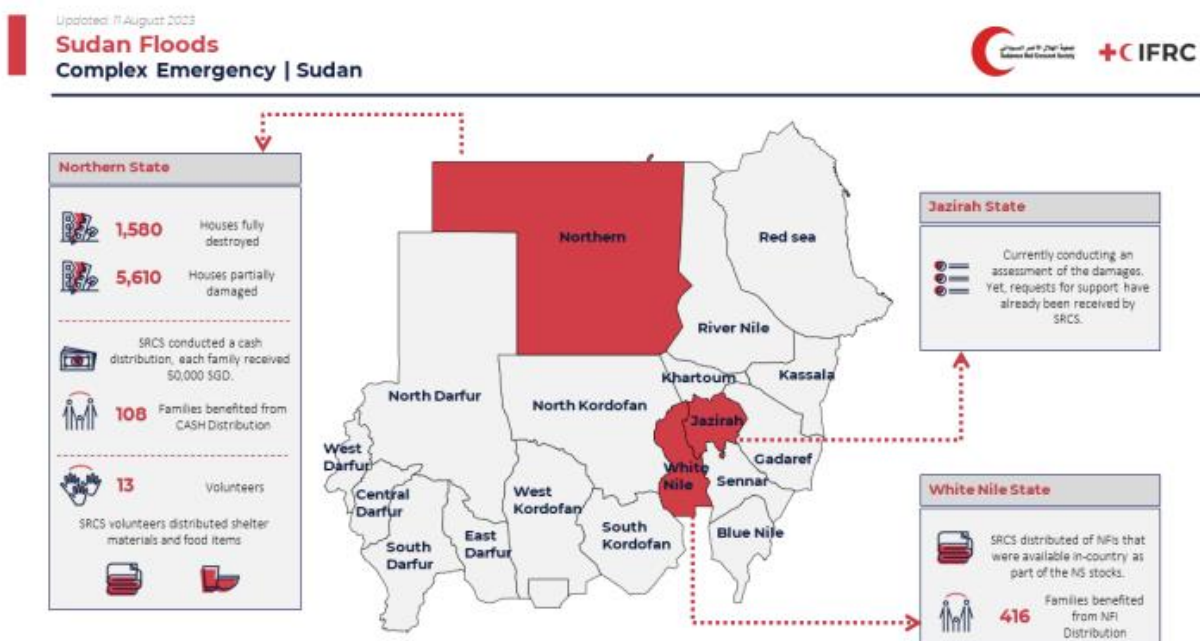 Updated: 11 August 2023
Sudan Floods
Complex Emergency | Sudan
IFRC
Northern State
1,580
Houses fully
destroyed
5,610
Houses partially
damaged
SRCS conducted a cash
distribution, each family received
50,000 SGD.
108
Families benefited from
CASH Distribution
13
Volunteers
SRCS volunteers distributed shelter
materials and food items
Northern
Red sea
River Nile
Khartoum
Kassala
North Darfur
North Kordofan
Jazirah
Gadaref
West
Darfur
White
Nile
Sennar
Central
Darfur
West
Kordofan
South
Kordofan
Blue Nile
East
Darfur
South
Darfur
Jazirah State
Currently conducting an
assessment of the damages.
Yet, requests for support have
already been received by
SRCS.
White Nile State
SRCS distributed of NFIs that
were available in-country as
part of the NS stocks.
416
Families benefited
from NFI
Distribution